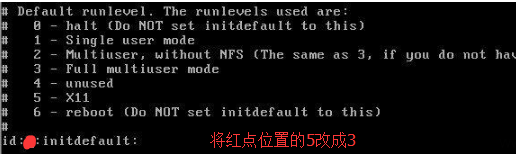 # Default runlevel. The runlevels used are:
#   0 - halt (Do NOT set initdefault to this)
#   1 - Single user mode
#   2 - Multiuser, without NFS (The same as 3, if you do not hav
#   3 - Full multiuser mode
#   4 - unused
#   5 - X11
#   6 - reboot (Do NOT set initdefault to this)
#
id: :initdefault: 将红点位置的5改成3